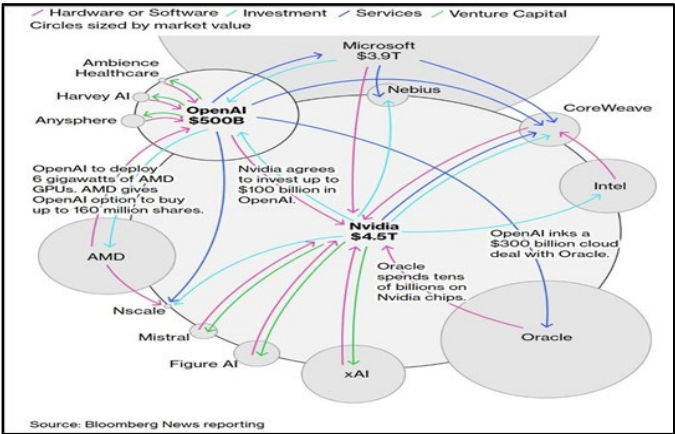 Hardware or Software / Investment / Services / Venture Capital
Circles sized by market value
Microsoft
$3.9T
Ambience
Healthcare
Nebius
Harvey AI
OpenAI
$500B
CoreWeave
Anysphere
OpenAI to deploy
6 gigawatts of AMD
GPUs. AMD gives
OpenAI option to buy
up to 160 million shares.
Nvidia agrees
to invest up to
$100 billion in
OpenAI.
Intel
Nvidia
$4.5T
OpenAI inks a
$300 billion cloud
deal with Oracle.
AMD
Oracle
spends tens
of billions on
Nvidia chips.
Nscale
Mistral
Oracle
Figure AI
xAI
Source: Bloomberg News reporting